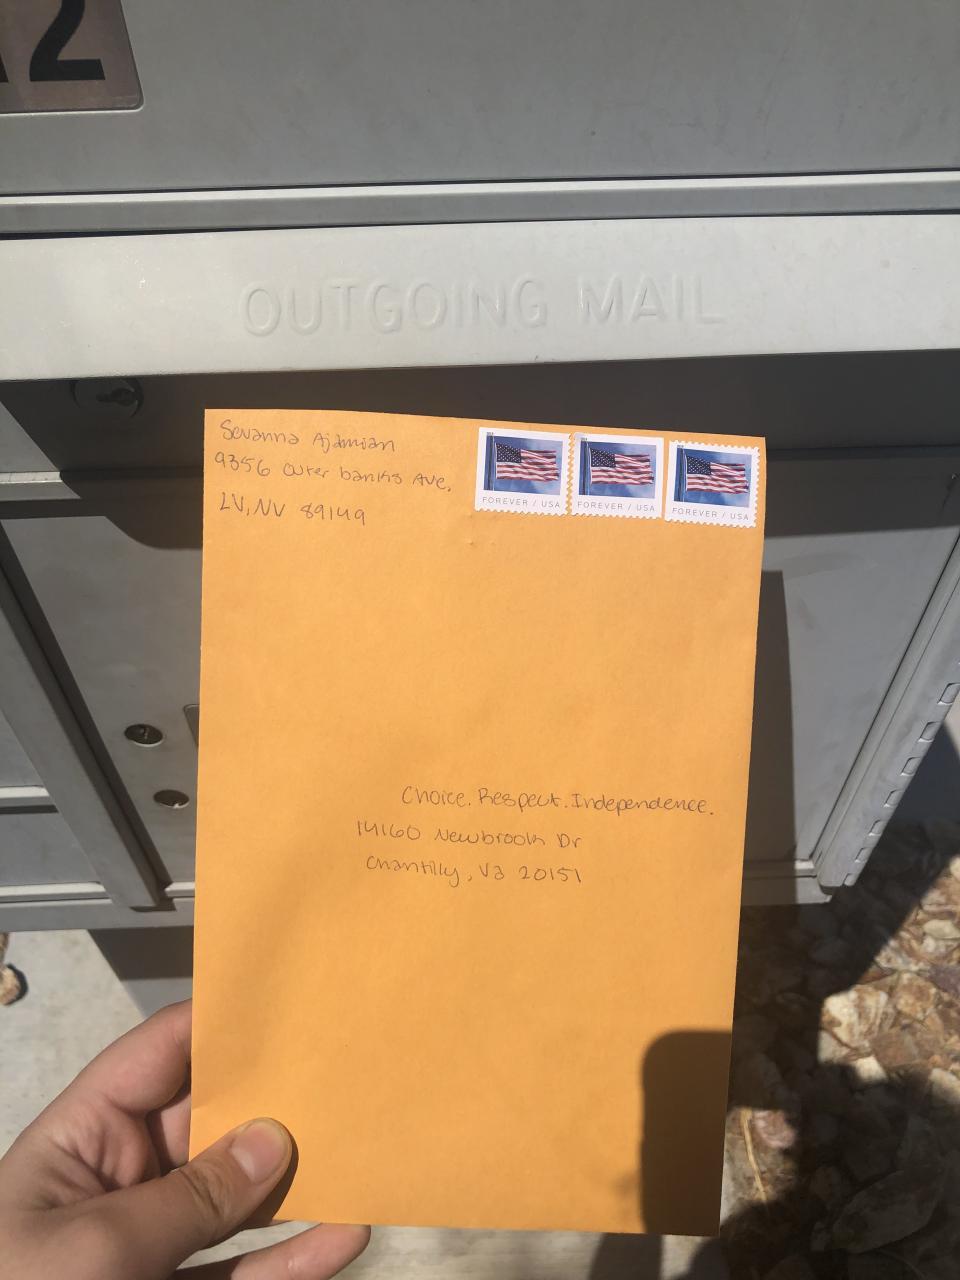 12
OUTGOING MAIL
Sevanna Ajamian
9356 Outer banks Ave.
LV, NV 89149
FOREVER / USA
FOREVER / USA
FOREVER / USA
Choice. Respect. Independence.
14160 Newbrook Dr
Chantilly, Va 20151